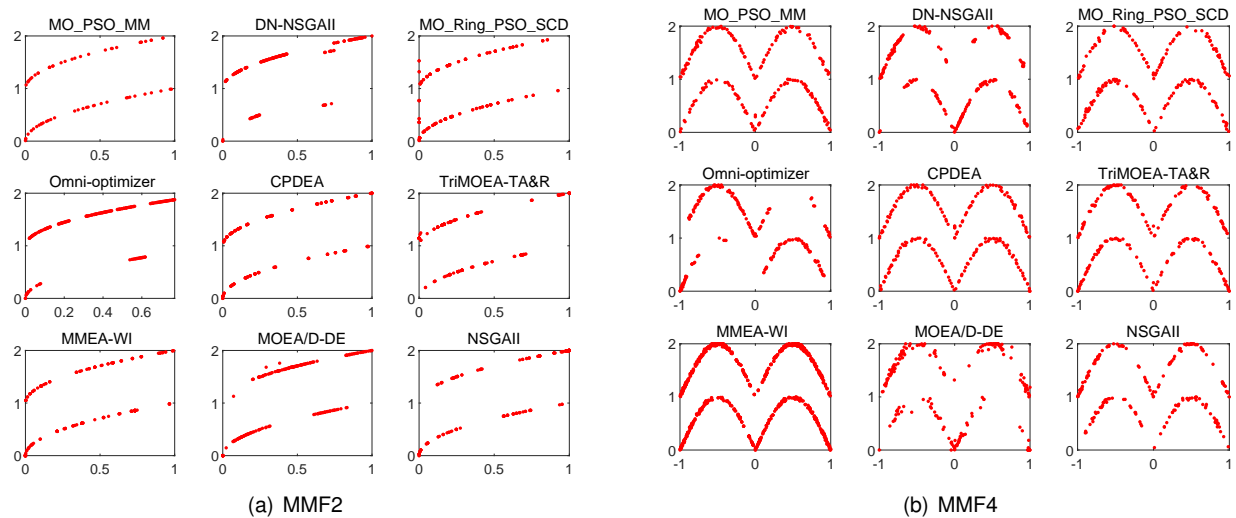 MO_PSO_MM DN-NSGAII MO_Ring_PSO_SCD
2 2 2
1 1 1
0 0 0
0 0.5 1 0 0.5 1 0 0.5 1
Omni-optimizer CPDEA TriMOEA-TA&R
2 2 2
1 1 1
0 0 0
0 0.2 0.4 0.6 0 0.5 1 0 0.5 1
MMEA-WI MOEA/D-DE NSGAII
2 2 2
1 1 1
0 0 0
0 0.5 1 0 0.5 1 0 0.5 1
(a) MMF2
MO_PSO_MM DN-NSGAII MO_Ring_PSO_SCD
2 2 2
1 1 1
0 0 0
-1 0 1 -1 0 1 -1 0 1
Omni-optimizer CPDEA TriMOEA-TA&R
2 2 2
1 1 1
0 0 0
-1 0 1 -1 0 1 -1 0 1
MMEA-WI MOEA/D-DE NSGAII
2 2 2
1 1 1
0 0 0
-1 0 1 -1 0 1 -1 0 1
(b) MMF4